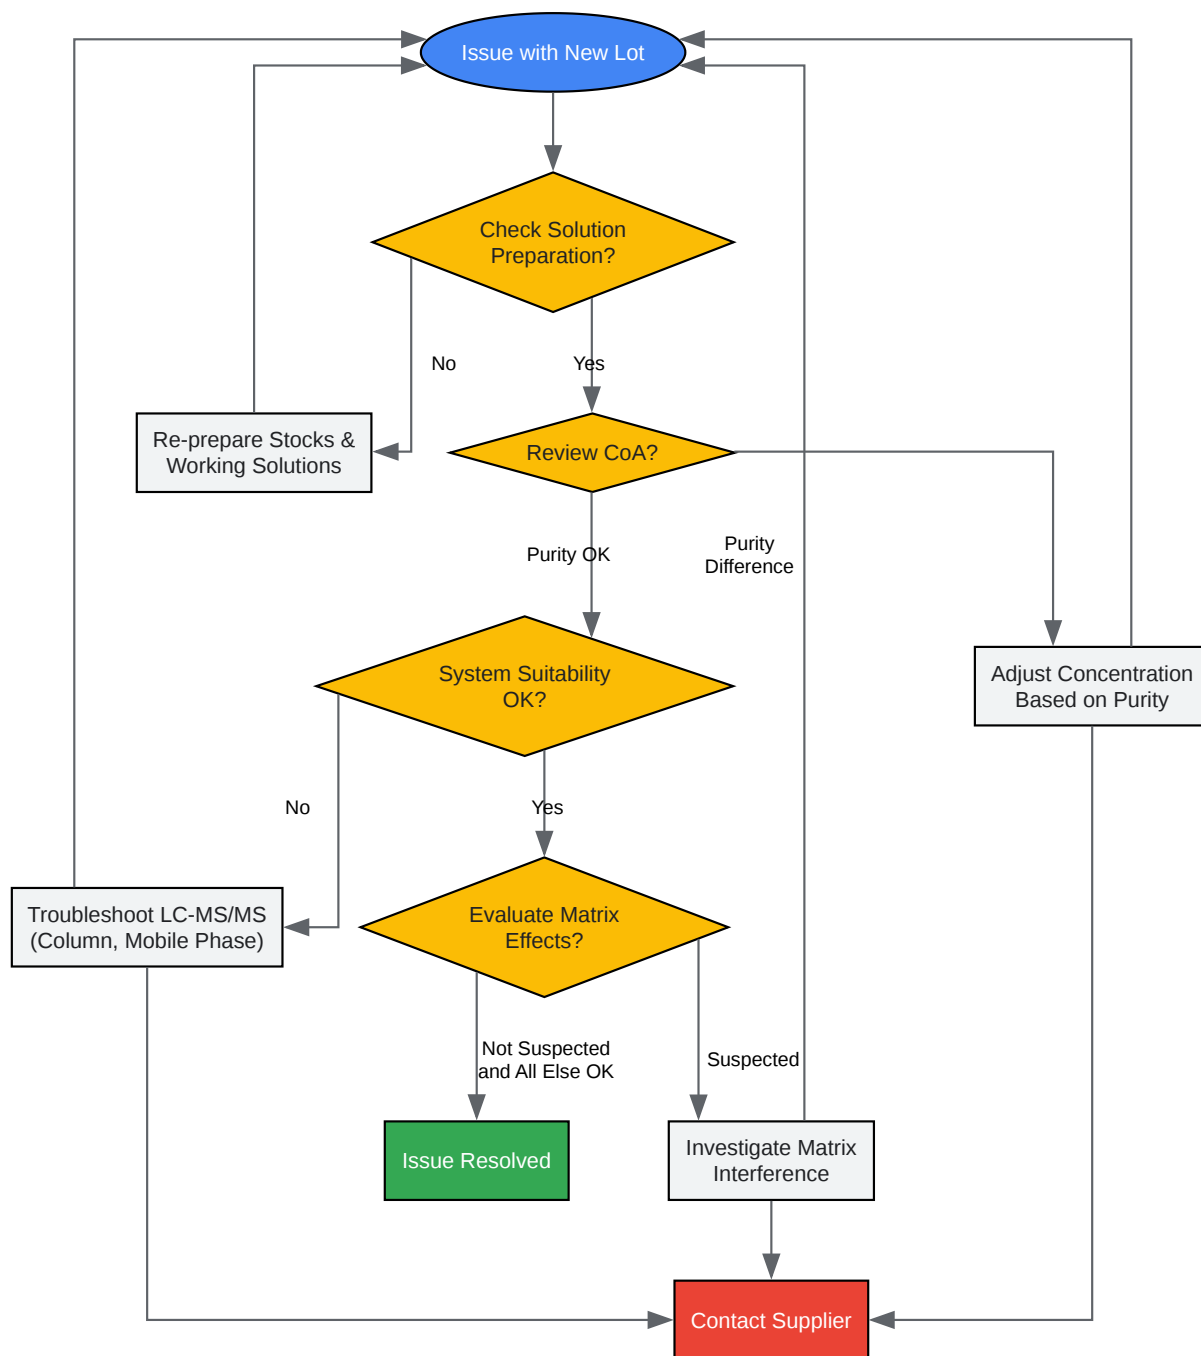 Issue with New Lot
Check Solution
Preparation?
No
Yes
Re-prepare Stocks &
Working Solutions
Review CoA?
Purity OK
Purity
Difference
System Suitability
OK?
Adjust Concentration
Based on Purity
No
Yes
Troubleshoot LC-MS/MS
(Column, Mobile Phase)
Evaluate Matrix
Effects?
Not Suspected
and All Else OK
Suspected
Issue Resolved
Investigate Matrix
Interference
Contact Supplier